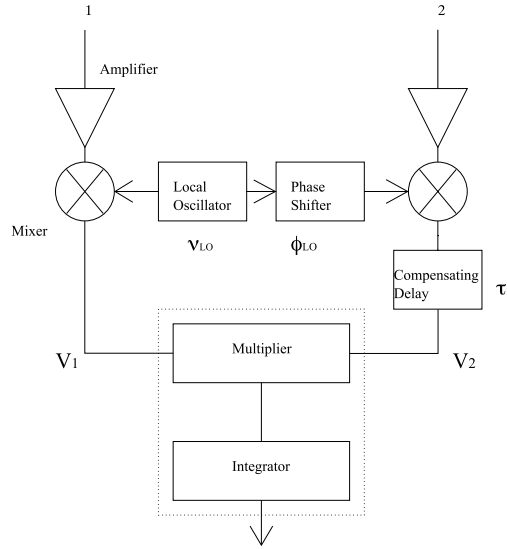 1
2
Amplifier
Local
Oscillator
Phase
Shifter
Mixer
νLO
ϕLO
Compensating
Delay
τ
Multiplier
V1
V2
Integrator